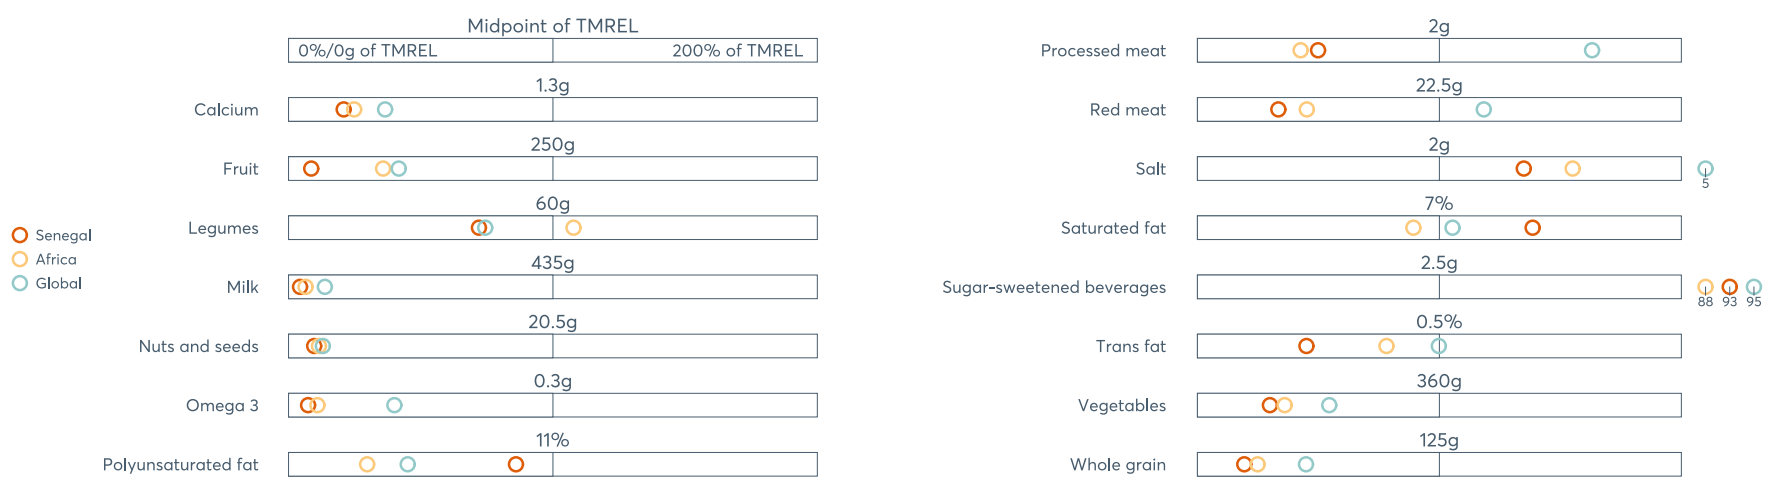 Midpoint of TMREL
0%/0g of TMREL 200% of TMREL
1.3g
Calcium
250g
Fruit
60g
Legumes
435g
Milk
20.5g
Nuts and seeds
0.3g
Omega 3
11%
Polyunsaturated fat
Senegal
Africa
Global
2g
Processed meat
22.5g
Red meat
2g
Salt
5
7%
Saturated fat
2.5g
Sugar-sweetened beverages
88 93 95
0.5%
Trans fat
360g
Vegetables
125g
Whole grain